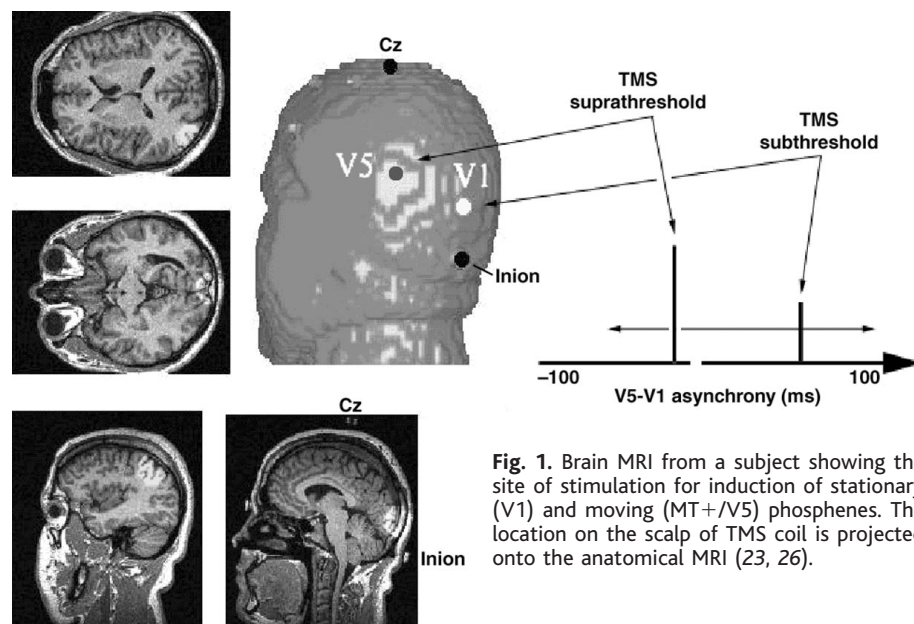 Cz
TMS
suprathreshold
TMS
subthreshold
V5
V1
Inion
–100
100
V5-V1 asynchrony (ms)
Cz
Inion
Fig. 1. Brain MRI from a subject showing th
site of stimulation for induction of stationar
(V1) and moving (MT+/V5) phosphenes. Th
location on the scalp of TMS coil is projected
onto the anatomical MRI (23, 26).